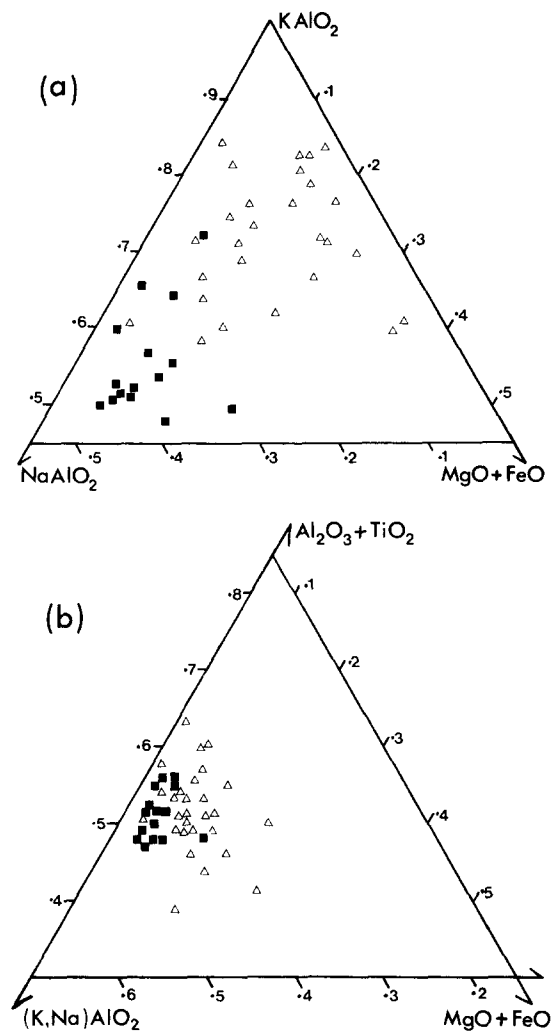 (a)
KAlO₂
.9 .1
.8 .2
.7 .3
.6 .4
.5 .5
.5 .4 .3 .2 .1
NaAlO₂ MgO+FeO
(b)
Al₂O₃+TiO₂
.8 .1
.7 .2
.6 .3
.5 .4
.4 .5
.6 .5 .4 .3 .2
(K,Na)AlO₂ MgO+FeO